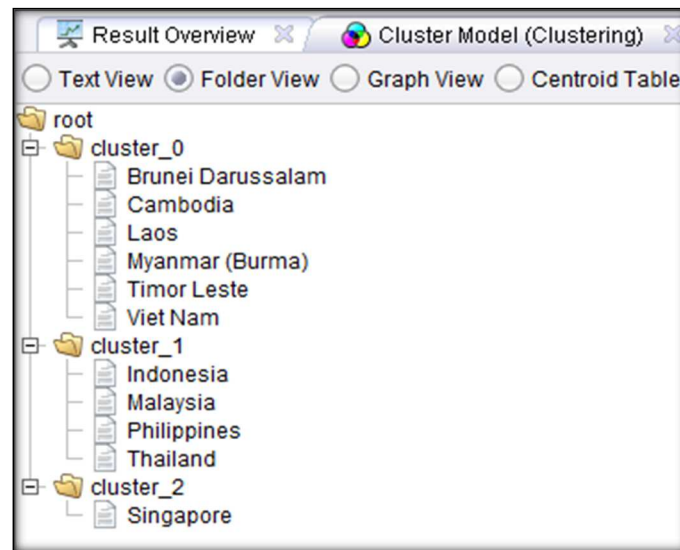 Result Overview Cluster Model (Clustering)
Text View Folder View Graph View Centroid Table
root
cluster_0
Brunei Darussalam
Cambodia
Laos
Myanmar (Burma)
Timor Leste
Viet Nam
cluster_1
Indonesia
Malaysia
Philippines
Thailand
cluster_2
Singapore